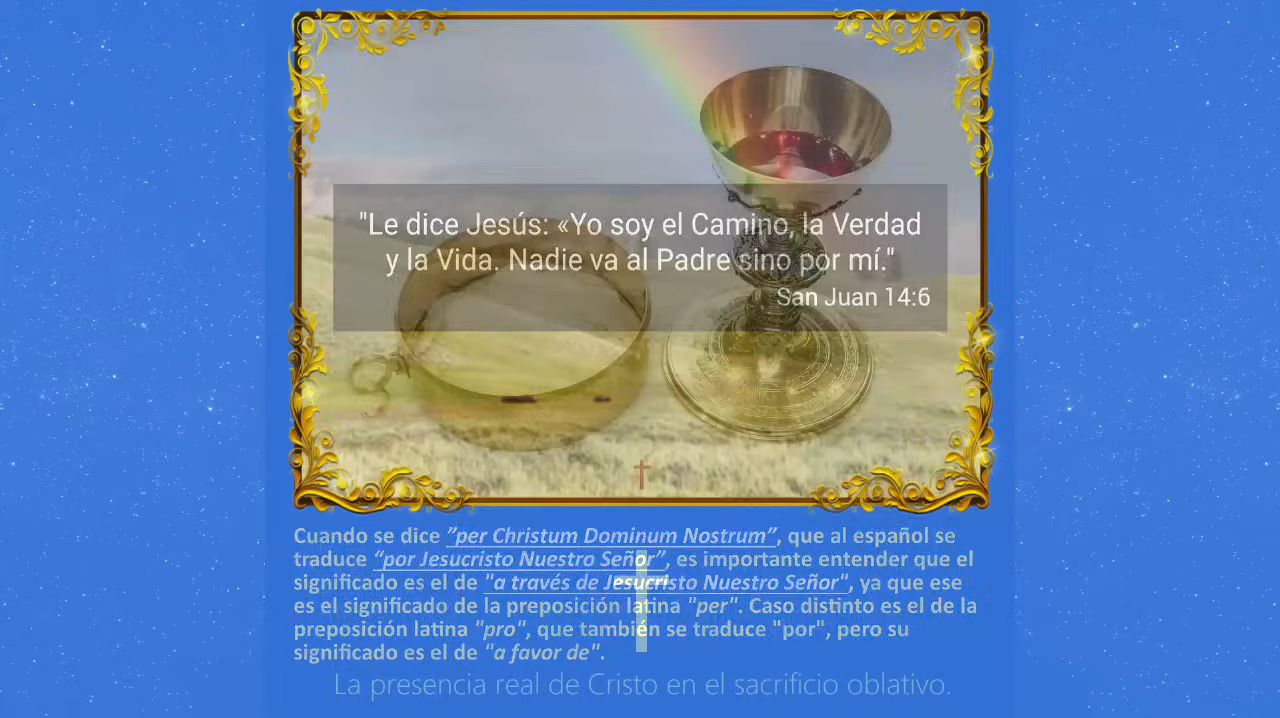 "Le dice Jesús: «Yo soy el Camino, la Verdad
y la Vida. Nadie va al Padre sino por mí."
San Juan 14:6
Cuando se dice ”per Christum Dominum Nostrum”, que al español se
traduce “por Jesucristo Nuestro Señor”, es importante entender que el
significado es el de "a través de Jesucristo Nuestro Señor", ya que ese
es el significado de la preposición latina "per". Caso distinto es el de la
preposición latina "pro", que también se traduce "por", pero su
significado es el de "a favor de".
La presencia real de Cristo en el sacrificio oblativo.